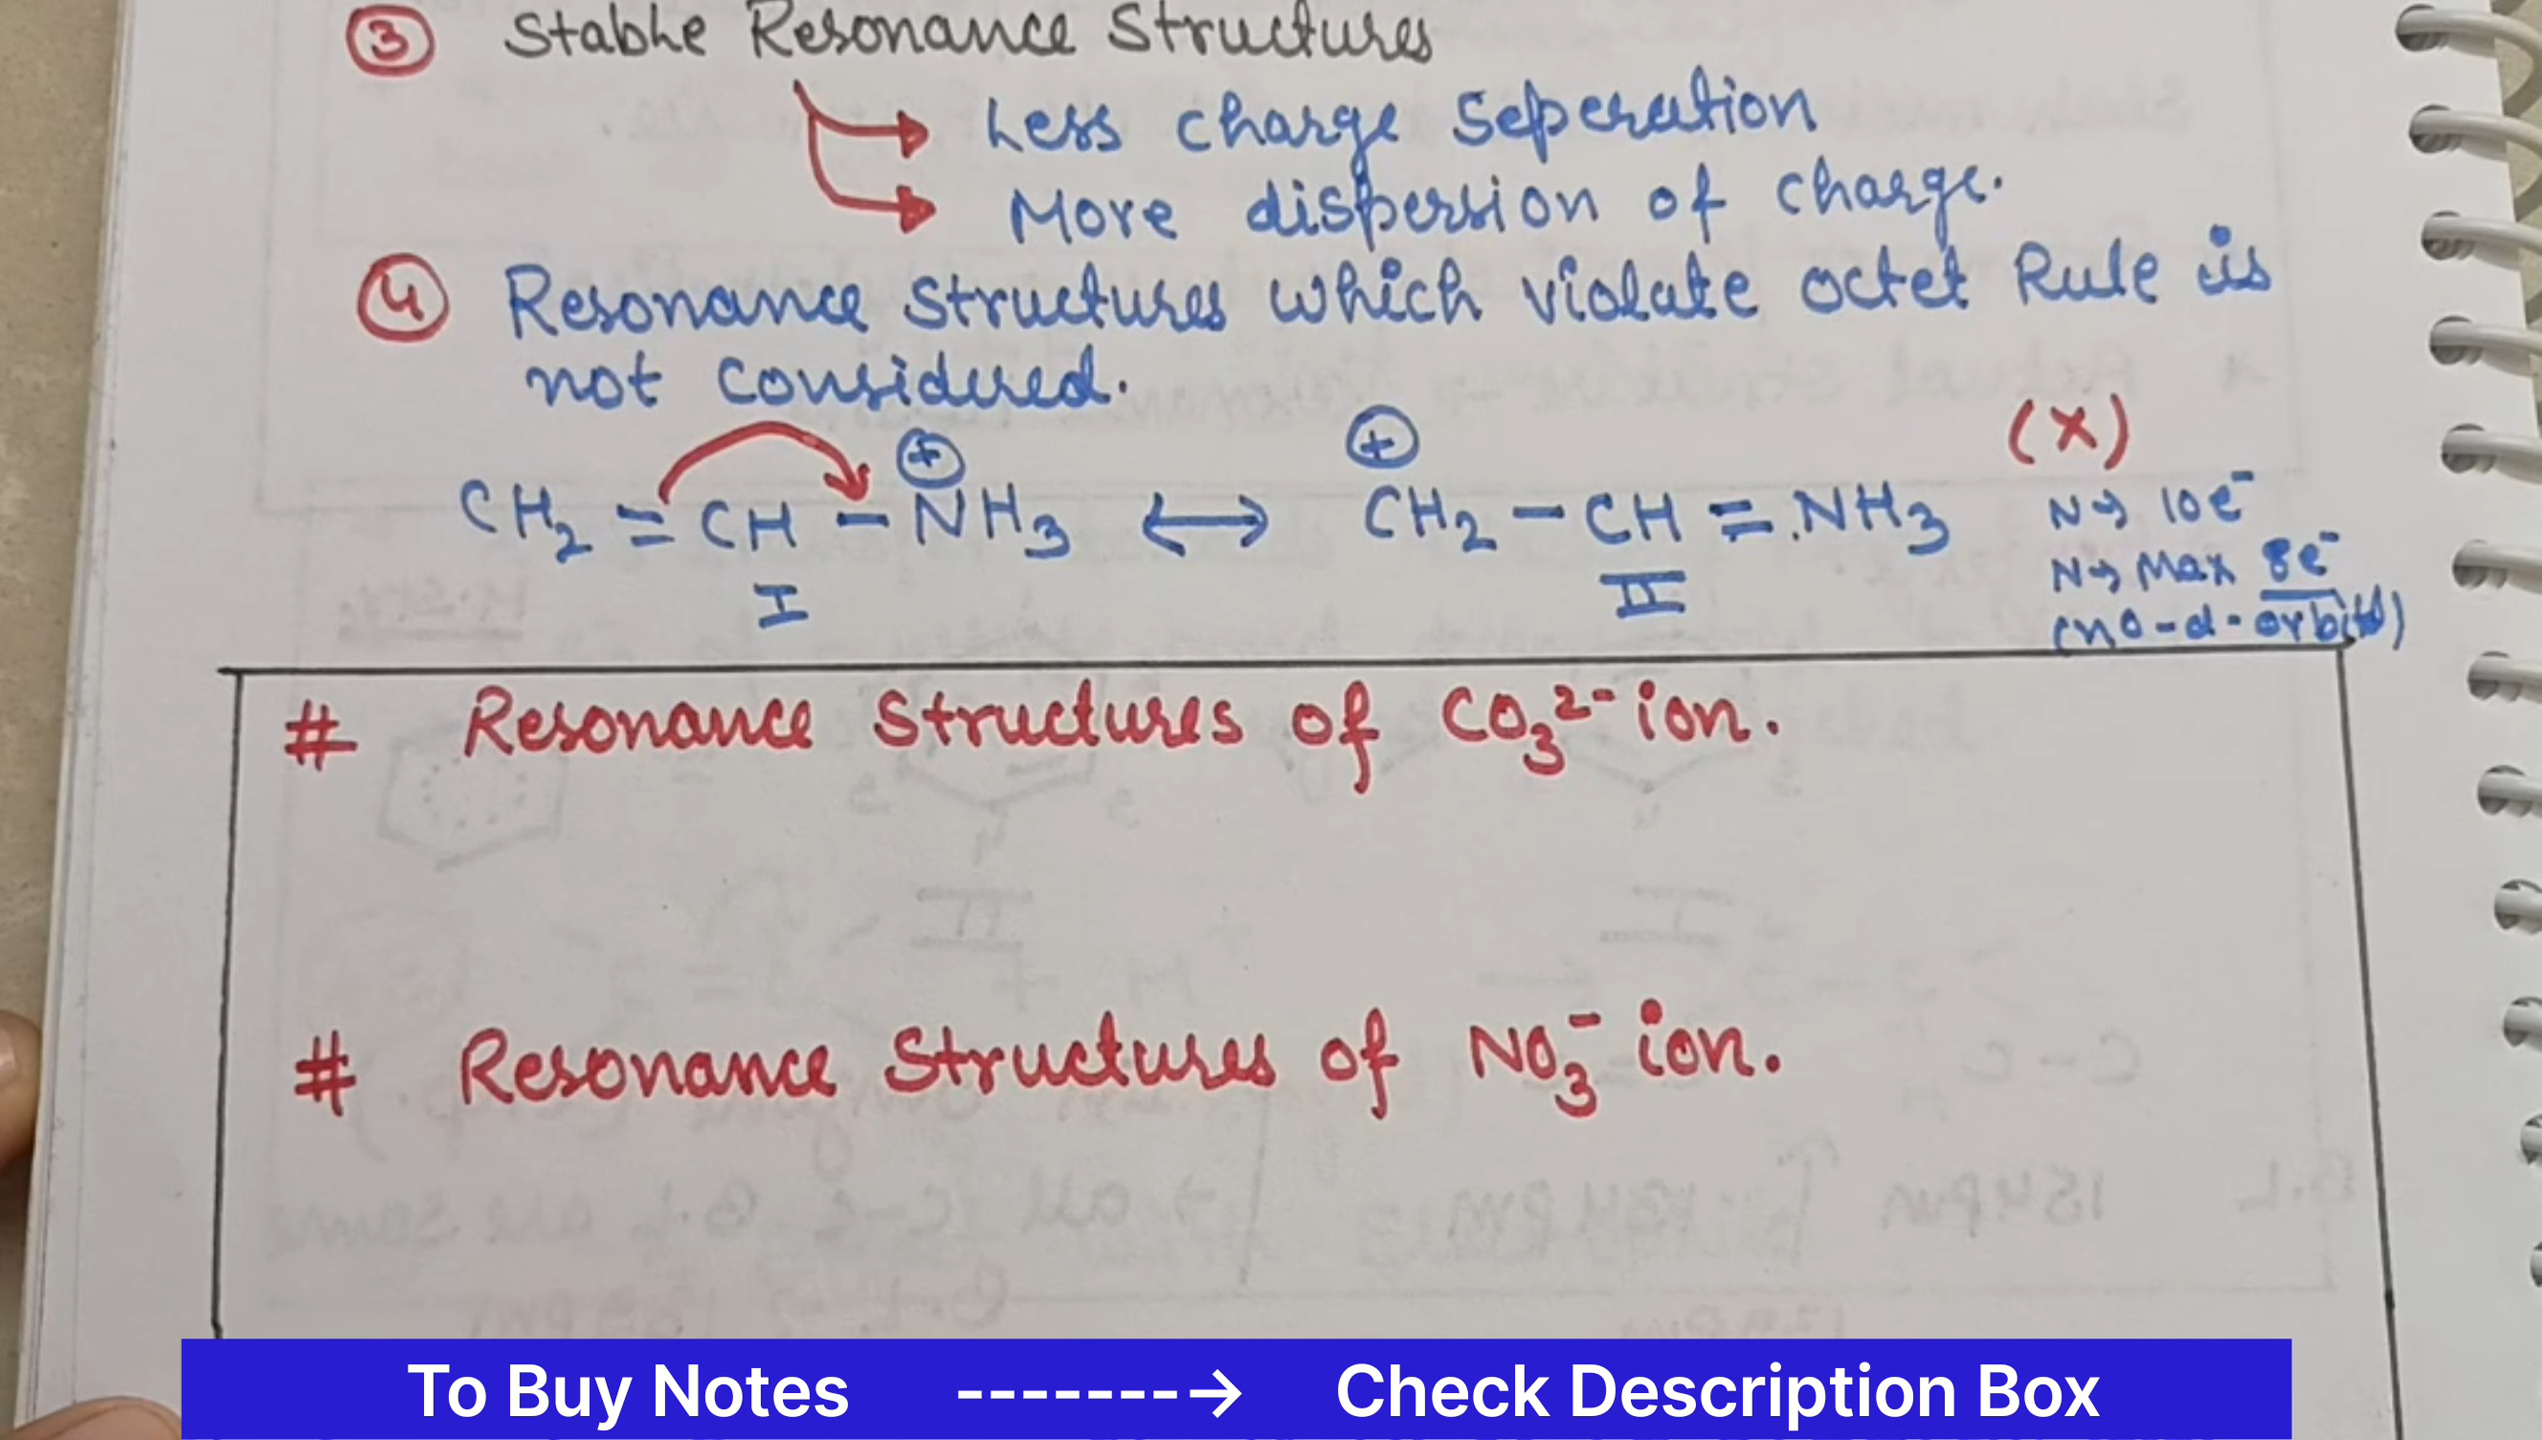 ③ Stable Resonance Structures
→ Less charge Seperation
→ More dispersion of charge.
④ Resonance structures which violate octet Rule is
not considered.
CH₂ = CH – N⁺H₃ ↔ C⁺H₂ – CH = NH₃ (×)
I II
N→ 10e⁻
N→ Max 8e⁻
(no-d-orbital)
# Resonance Structures of CO₃²⁻ ion.
# Resonance Structures of NO₃⁻ ion.
To Buy Notes -------→ Check Description Box